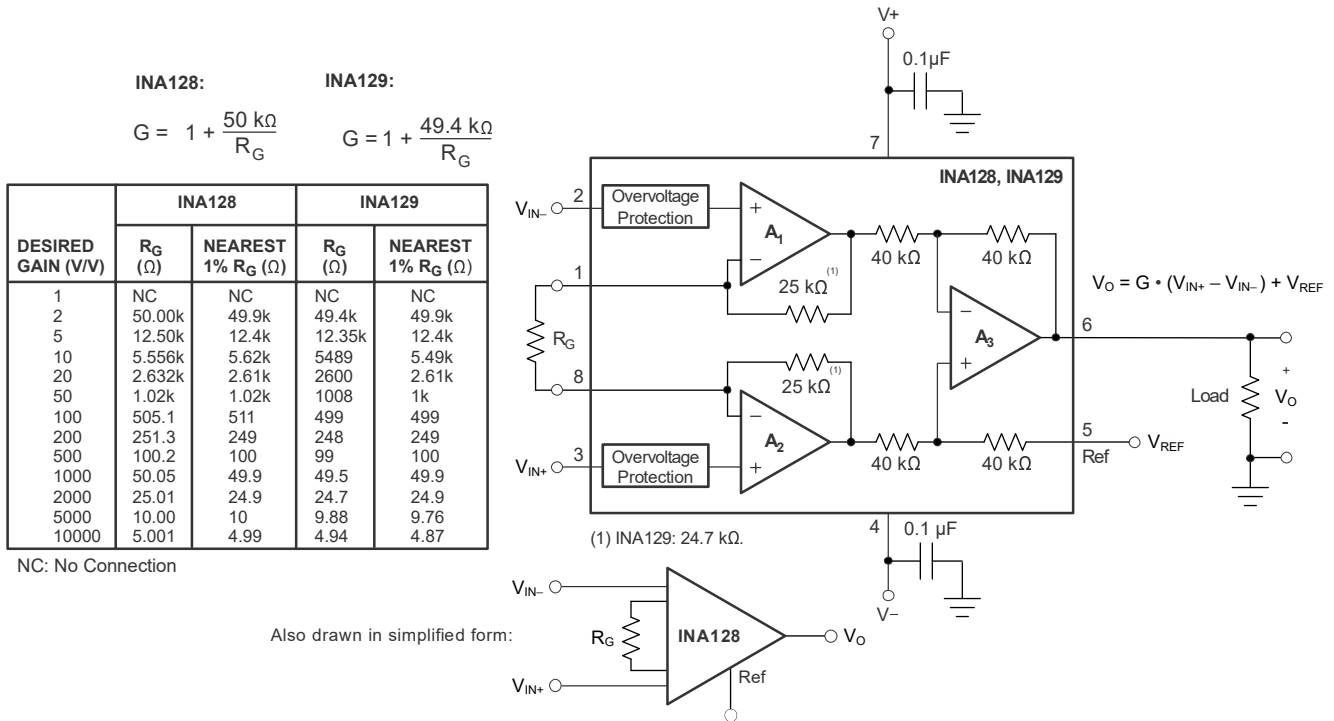 INA128:
INA129:
G = 1 + 50 kΩ / R_G
G = 1 + 49.4 kΩ / R_G
INA128 INA129
DESIRED GAIN (V/V) R_G (Ω) NEAREST 1% R_G (Ω) R_G (Ω) NEAREST 1% R_G (Ω)
1 NC NC NC NC
2 50.00k 49.9k 49.4k 49.9k
5 12.50k 12.4k 12.35k 12.4k
10 5.556k 5.62k 5489 5.49k
20 2.632k 2.61k 2600 2.61k
50 1.02k 1.02k 1008 1k
100 505.1 511 499 499
200 251.3 249 248 249
500 100.2 100 99 100
1000 50.05 49.9 49.5 49.9
2000 25.01 24.9 24.7 24.9
5000 10.00 10 9.88 9.76
10000 5.001 4.99 4.94 4.87
NC: No Connection
V+
0.1µF
7
INA128, INA129
V_IN–
2
Overvoltage
Protection
+
A_1
–
40 kΩ
40 kΩ
1
25 kΩ (1)
R_G
V_O = G • (V_IN+ – V_IN–) + V_REF
–
A_3
+
6
8
25 kΩ (1)
–
A_2
+
Load
+
V_O
-
V_IN+
3
Overvoltage
Protection
40 kΩ
40 kΩ
5
Ref
V_REF
4
0.1 µF
V–
(1) INA129: 24.7 kΩ.
Also drawn in simplified form:
V_IN–
R_G
INA128
V_O
V_IN+
Ref